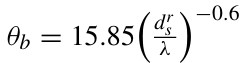 θ_b = 15.85(d_s^r/λ)^{-0.6}